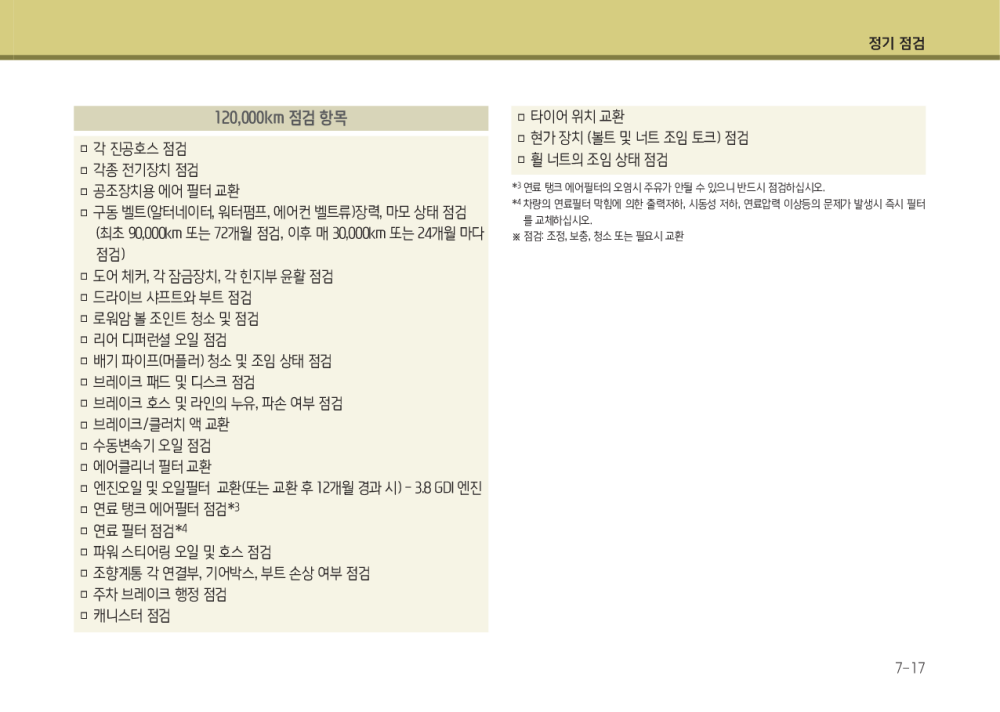 정기 점검
120,000km 점검 항목
□ 각 진공호스 점검
□ 각종 전기장치 점검
□ 공조장치용 에어 필터 교환
□ 구동 벨트(알터네이터, 워터펌프, 에어컨 벨트류)장력, 마모 상태 점검
(최초 90,000km 또는 72개월 점검, 이후 매 30,000km 또는 24개월 마다
점검)
□ 도어 체커, 각 잠금장치, 각 힌지부 윤활 점검
□ 드라이브 샤프트와 부트 점검
□ 로워암 볼 조인트 청소 및 점검
□ 리어 디퍼런셜 오일 점검
□ 배기 파이프(머플러) 청소 및 조임 상태 점검
□ 브레이크 패드 및 디스크 점검
□ 브레이크 호스 및 라인의 누유, 파손 여부 점검
□ 브레이크/클러치 액 교환
□ 수동변속기 오일 점검
□ 에어클리너 필터 교환
□ 엔진오일 및 오일필터 교환(또는 교환 후 12개월 경과 시) - 3.8 GDI 엔진
□ 연료 탱크 에어필터 점검*3
□ 연료 필터 점검*4
□ 파워 스티어링 오일 및 호스 점검
□ 조향계통 각 연결부, 기어박스, 부트 손상 여부 점검
□ 주차 브레이크 행정 점검
□ 캐니스터 점검
□ 타이어 위치 교환
□ 현가 장치 (볼트 및 너트 조임 토크) 점검
□ 휠 너트의 조임 상태 점검
*3 연료 탱크 에어필터의 오염시 주유가 안될 수 있으니 반드시 점검하십시오.
*4 차량의 연료필터 막힘에 의한 출력저하, 시동성 저하, 연료압력 이상등의 문제가 발생시 즉시 필터
를 교체하십시오.
※ 점검: 조정, 보충, 청소 또는 필요시 교환
7-17